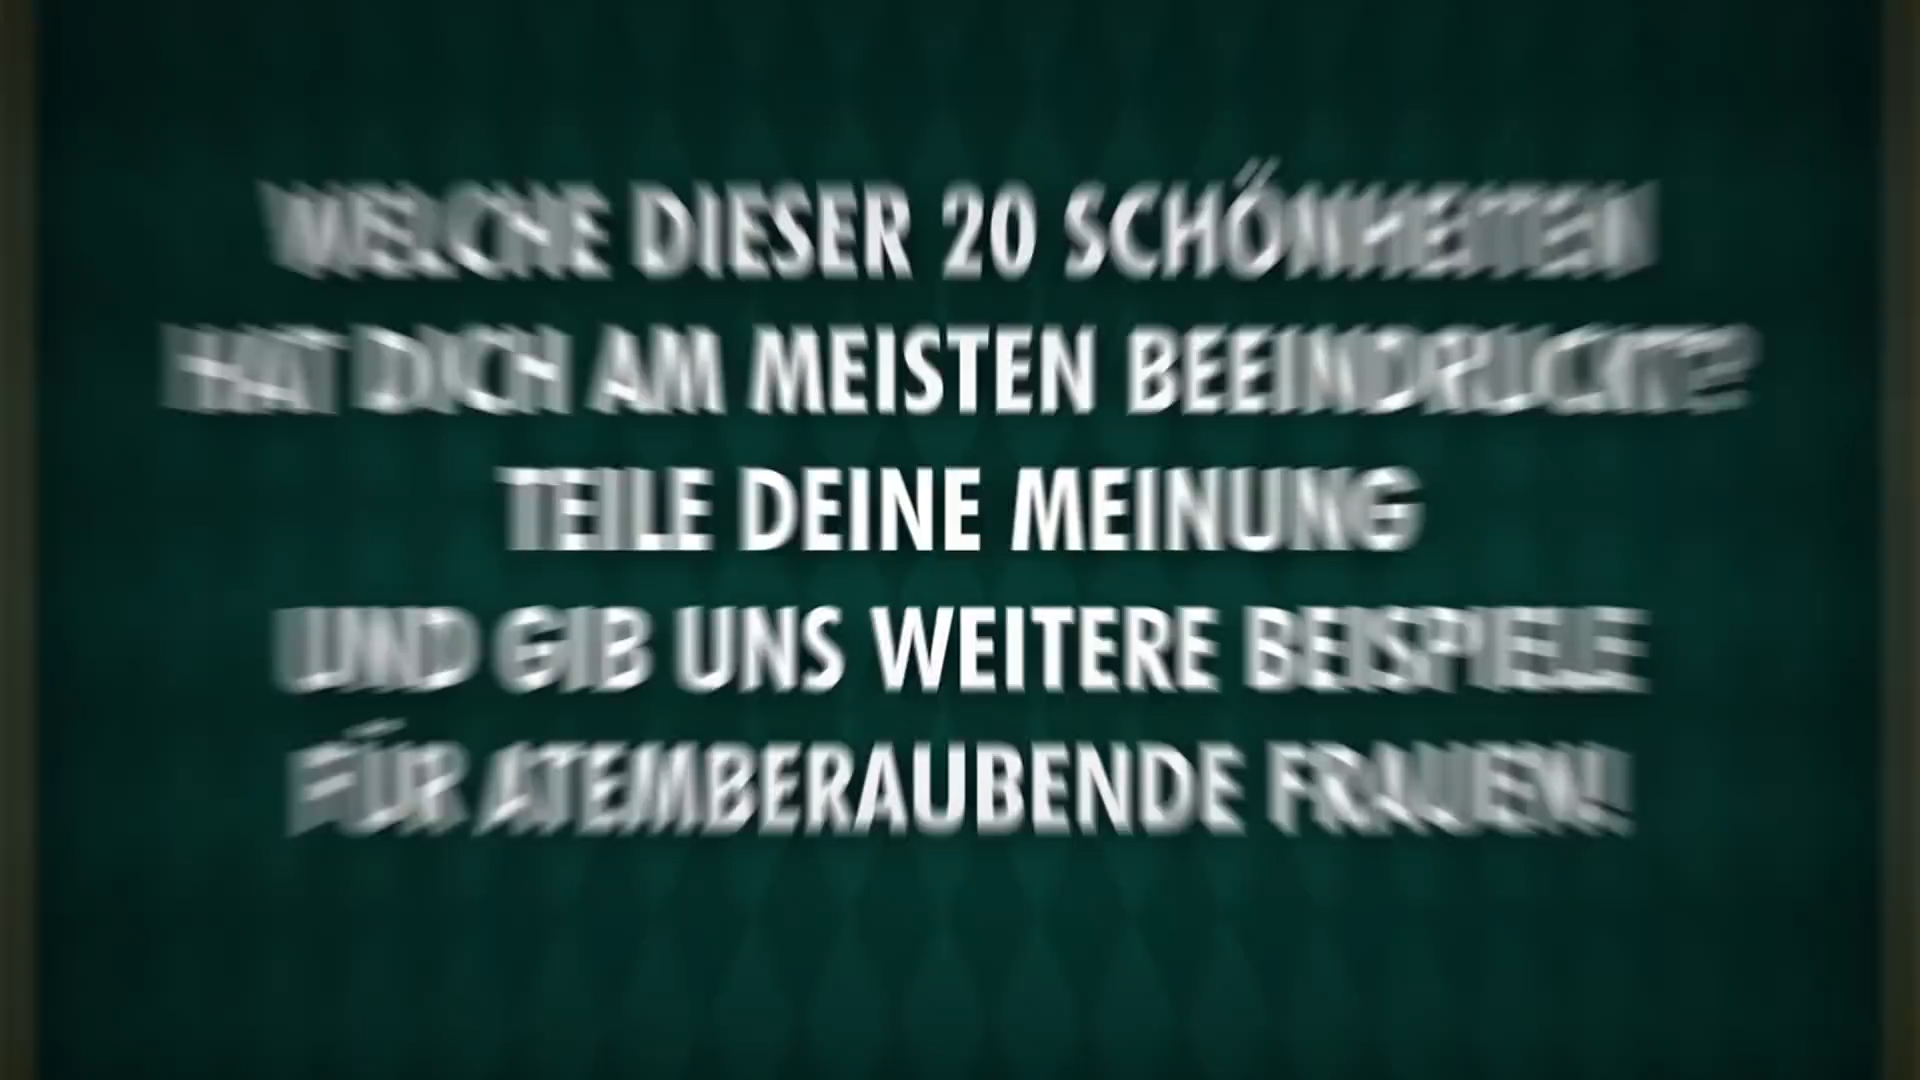 WELCHE DIESER 20 SCHÖNHEITEN
HAT DICH AM MEISTEN BEEINDRUCKT?
TEILE DEINE MEINUNG
UND GIB UNS WEITERE BEISPIELE
FÜR ATEMBERAUBENDE FRAUEN!